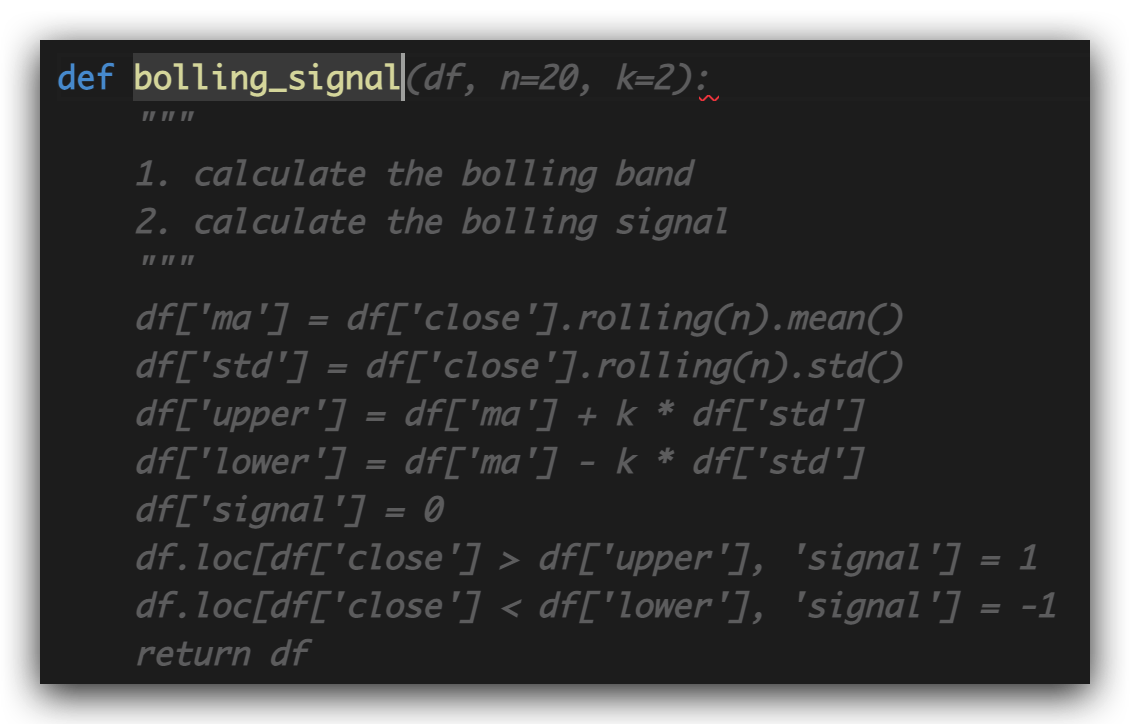 def bolling_signal(df, n=20, k=2):
    """
    1. calculate the bolling band
    2. calculate the bolling signal
    """
    df['ma'] = df['close'].rolling(n).mean()
    df['std'] = df['close'].rolling(n).std()
    df['upper'] = df['ma'] + k * df['std']
    df['lower'] = df['ma'] - k * df['std']
    df['signal'] = 0
    df.loc[df['close'] > df['upper'], 'signal'] = 1
    df.loc[df['close'] < df['lower'], 'signal'] = -1
    return df